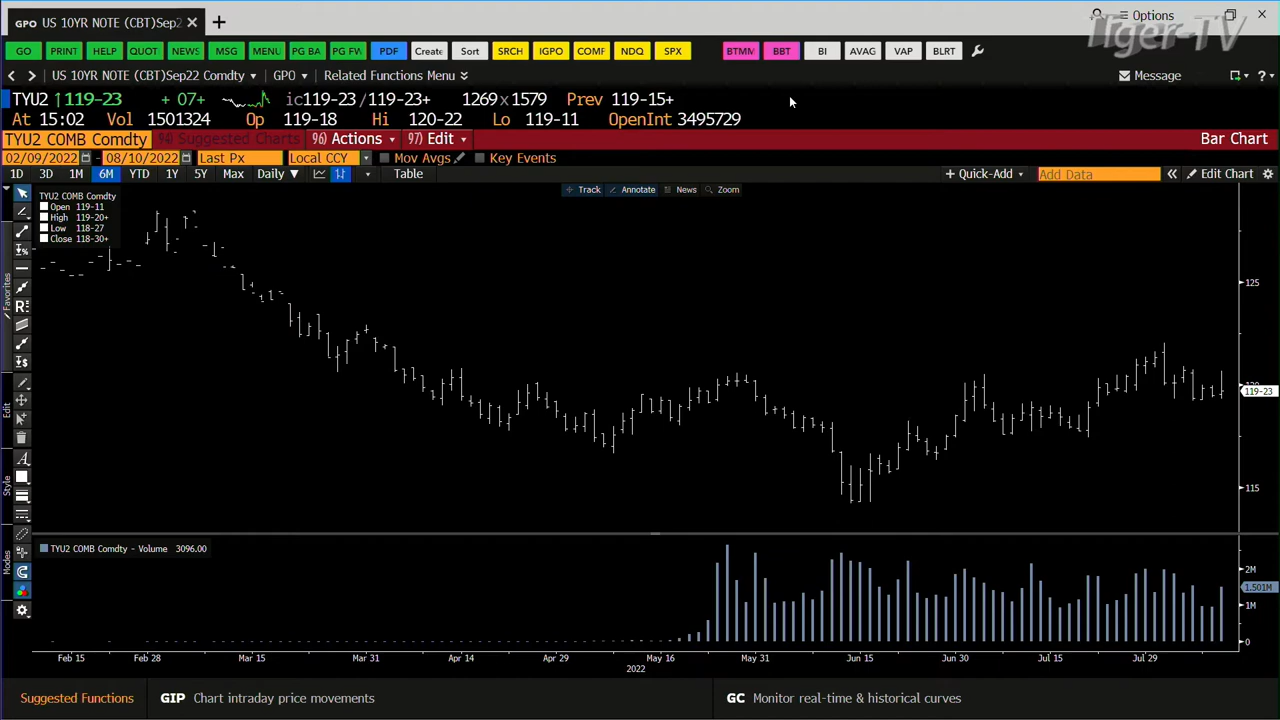 GPO US 10YR NOTE (CBT)Sep2
Options
Tiger-TV
GO PRINT HELP QUOT NEWS MSG MENU PG BA PG FW PDF Create Sort SRCH IGPO COMF NDQ SPX BTMM BBT BI AVAG VAP BLRT
US 10YR NOTE (CBT)Sep22 Comdty GPO Related Functions Menu Message ?
TYU2 ↑119-23 + 07+ ic119-23/119-23+ 1269x1579 Prev 119-15+
At 15:02 Vol 1501324 Op 119-18 Hi 120-22 Lo 119-11 OpenInt 3495729
TYU2 COMB Comdty 94) Suggested Charts 96) Actions 97) Edit Bar Chart
02/09/2022 - 08/10/2022 Last Px Local CCY Mov Avgs Key Events
1D 3D 1M 6M YTD 1Y 5Y Max Daily ▼ Table + Quick-Add Add Data « Edit Chart
Track Annotate News Zoom
TYU2 COMB Comdty
Open 119-11
High 119-20+
Low 118-27
Close 118-30+
Favorites
Edit
Style
Modes
125
119-23
115
TYU2 COMB Comdty - Volume 3096.00
2M
1.501M
1M
0
Feb 15 Feb 28 Mar 15 Mar 31 Apr 14 Apr 29 May 16 May 31 Jun 15 Jun 30 Jul 15 Jul 29
2022
Suggested Functions GIP Chart intraday price movements GC Monitor real-time & historical curves